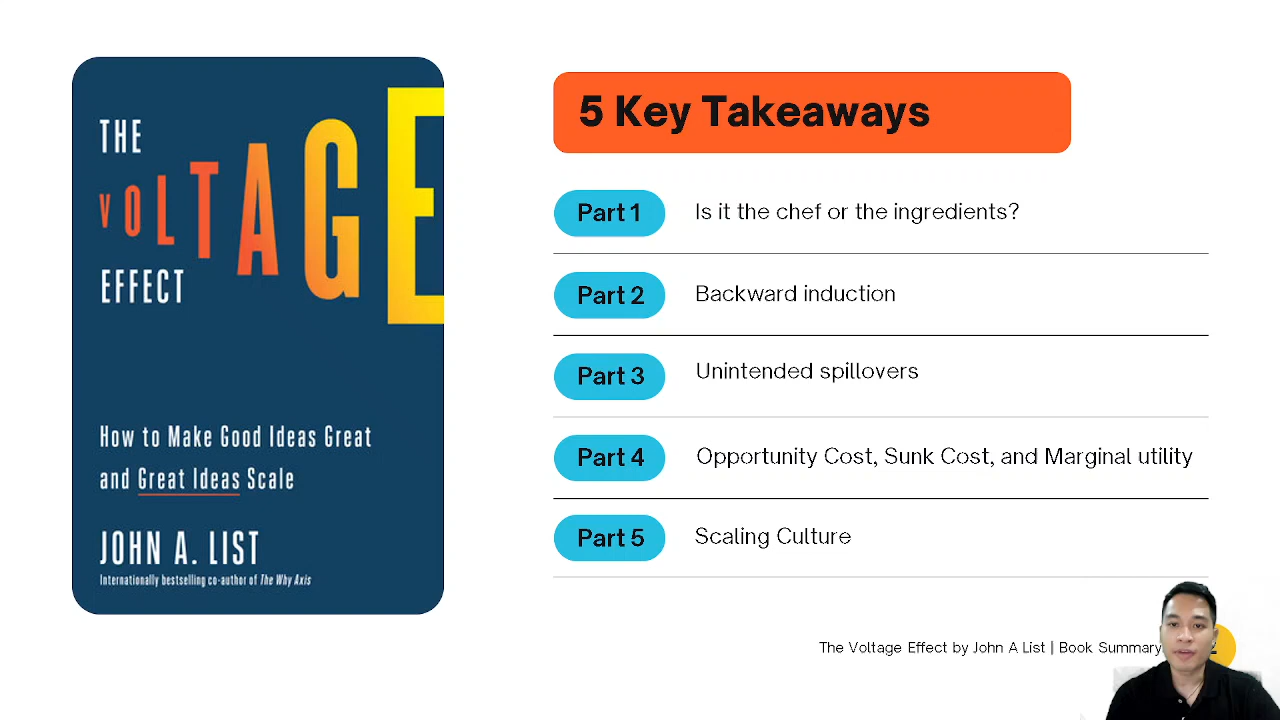 THE
VOLTAGE
EFFECT
How to Make Good Ideas Great
and Great Ideas Scale
JOHN A. LIST
Internationally bestselling co-author of The Why Axis
5 Key Takeaways
Part 1 Is it the chef or the ingredients?
Part 2 Backward induction
Part 3 Unintended spillovers
Part 4 Opportunity Cost, Sunk Cost, and Marginal utility
Part 5 Scaling Culture
The Voltage Effect by John A List | Book Summary